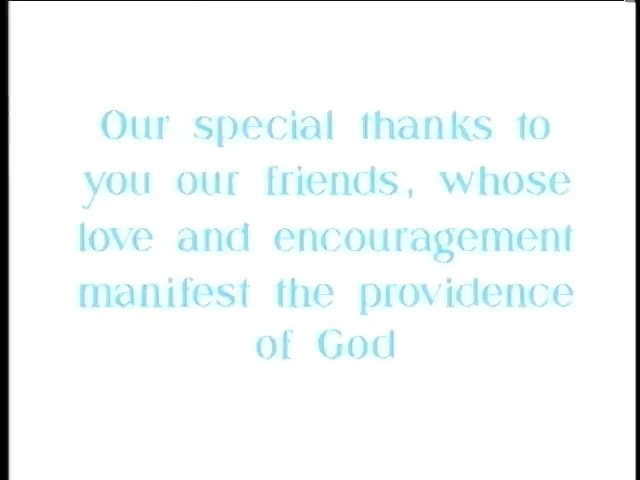 Our special thanks to
you our friends, whose
love and encouragement
manifest the providence
of God